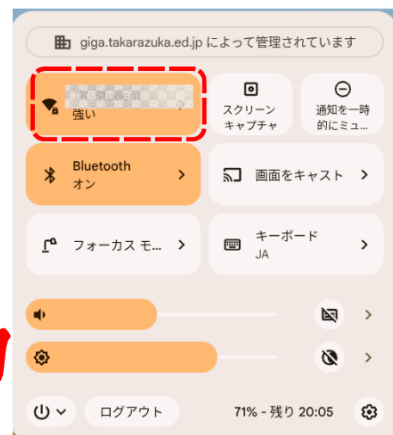 giga.takarazuka.ed.jp によって管理されています
強い
スクリーン
キャプチャ
通知を一時
的にミュ...
Bluetooth
オン
画面をキャスト
フォーカス モ...
キーボード
JA
ログアウト
71% - 残り 20:05